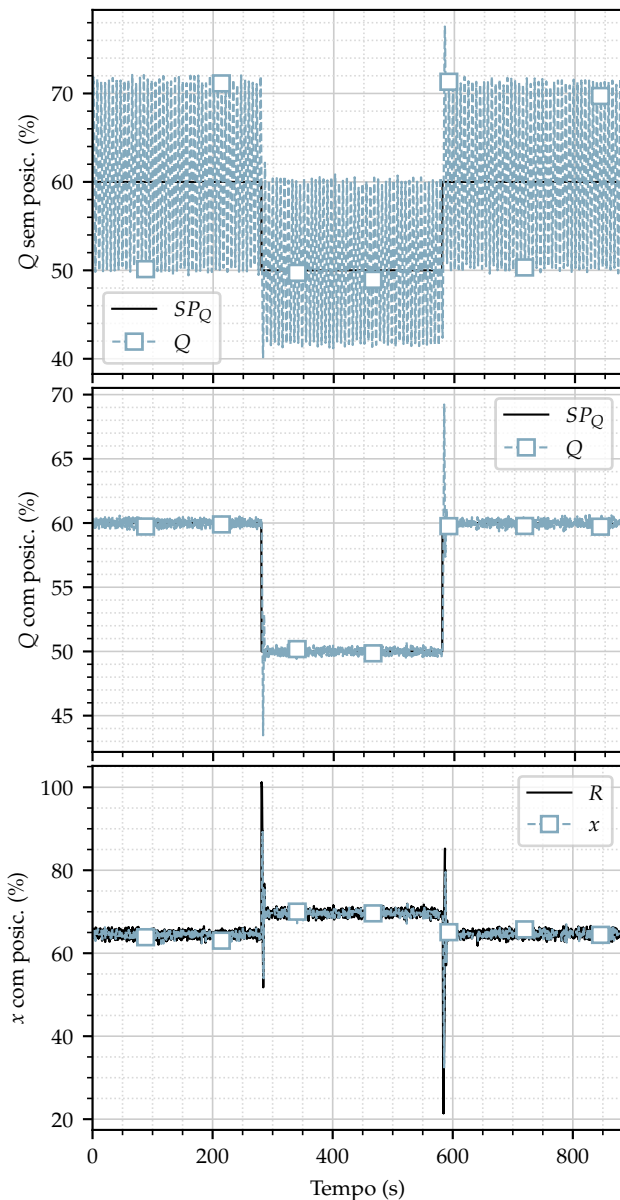 70
60
50
40
Q sem posic. (%)
SP_Q
Q
70
65
60
55
50
45
Q com posic. (%)
SP_Q
Q
100
80
60
40
20
x com posic. (%)
R
x
0 200 400 600 800
Tempo (s)